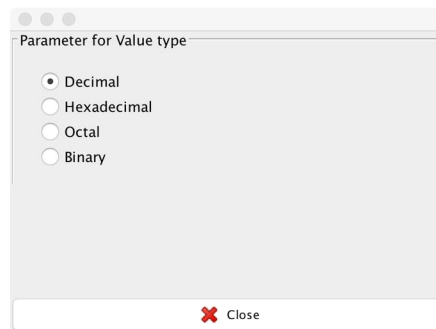 Parameter for Value type
Decimal
Hexadecimal
Octal
Binary
Close